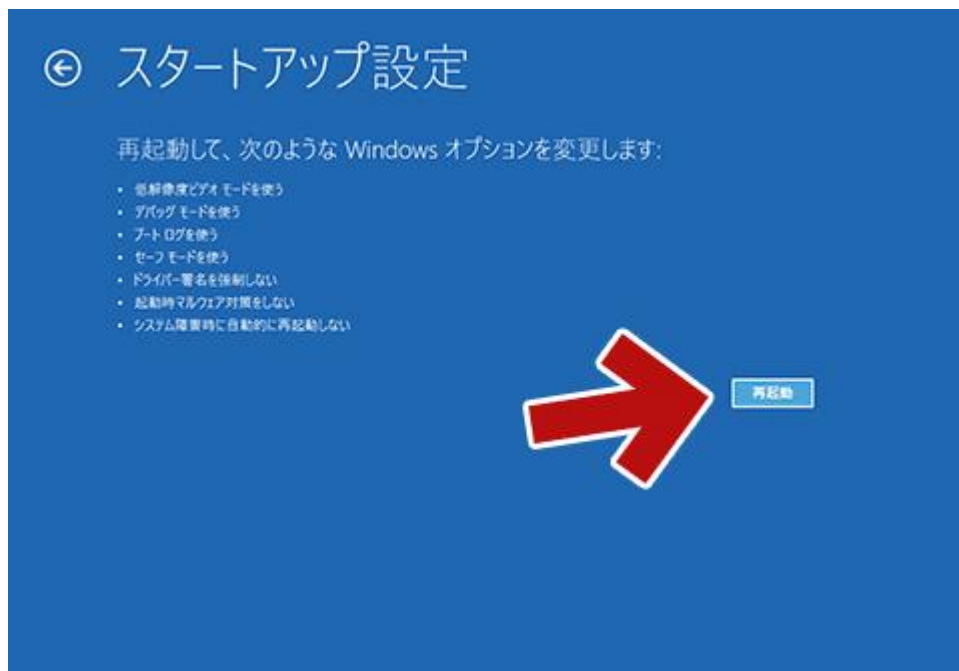 スタートアップ設定
再起動して、次のような Windows オプションを変更します:
• 低解像度ビデオ モードを使う
• デバッグ モードを使う
• ブート ログを使う
• セーフ モードを使う
• ドライバー署名を強制しない
• 起動時マルウェア対策をしない
• システム障害時に自動的に再起動しない
再起動